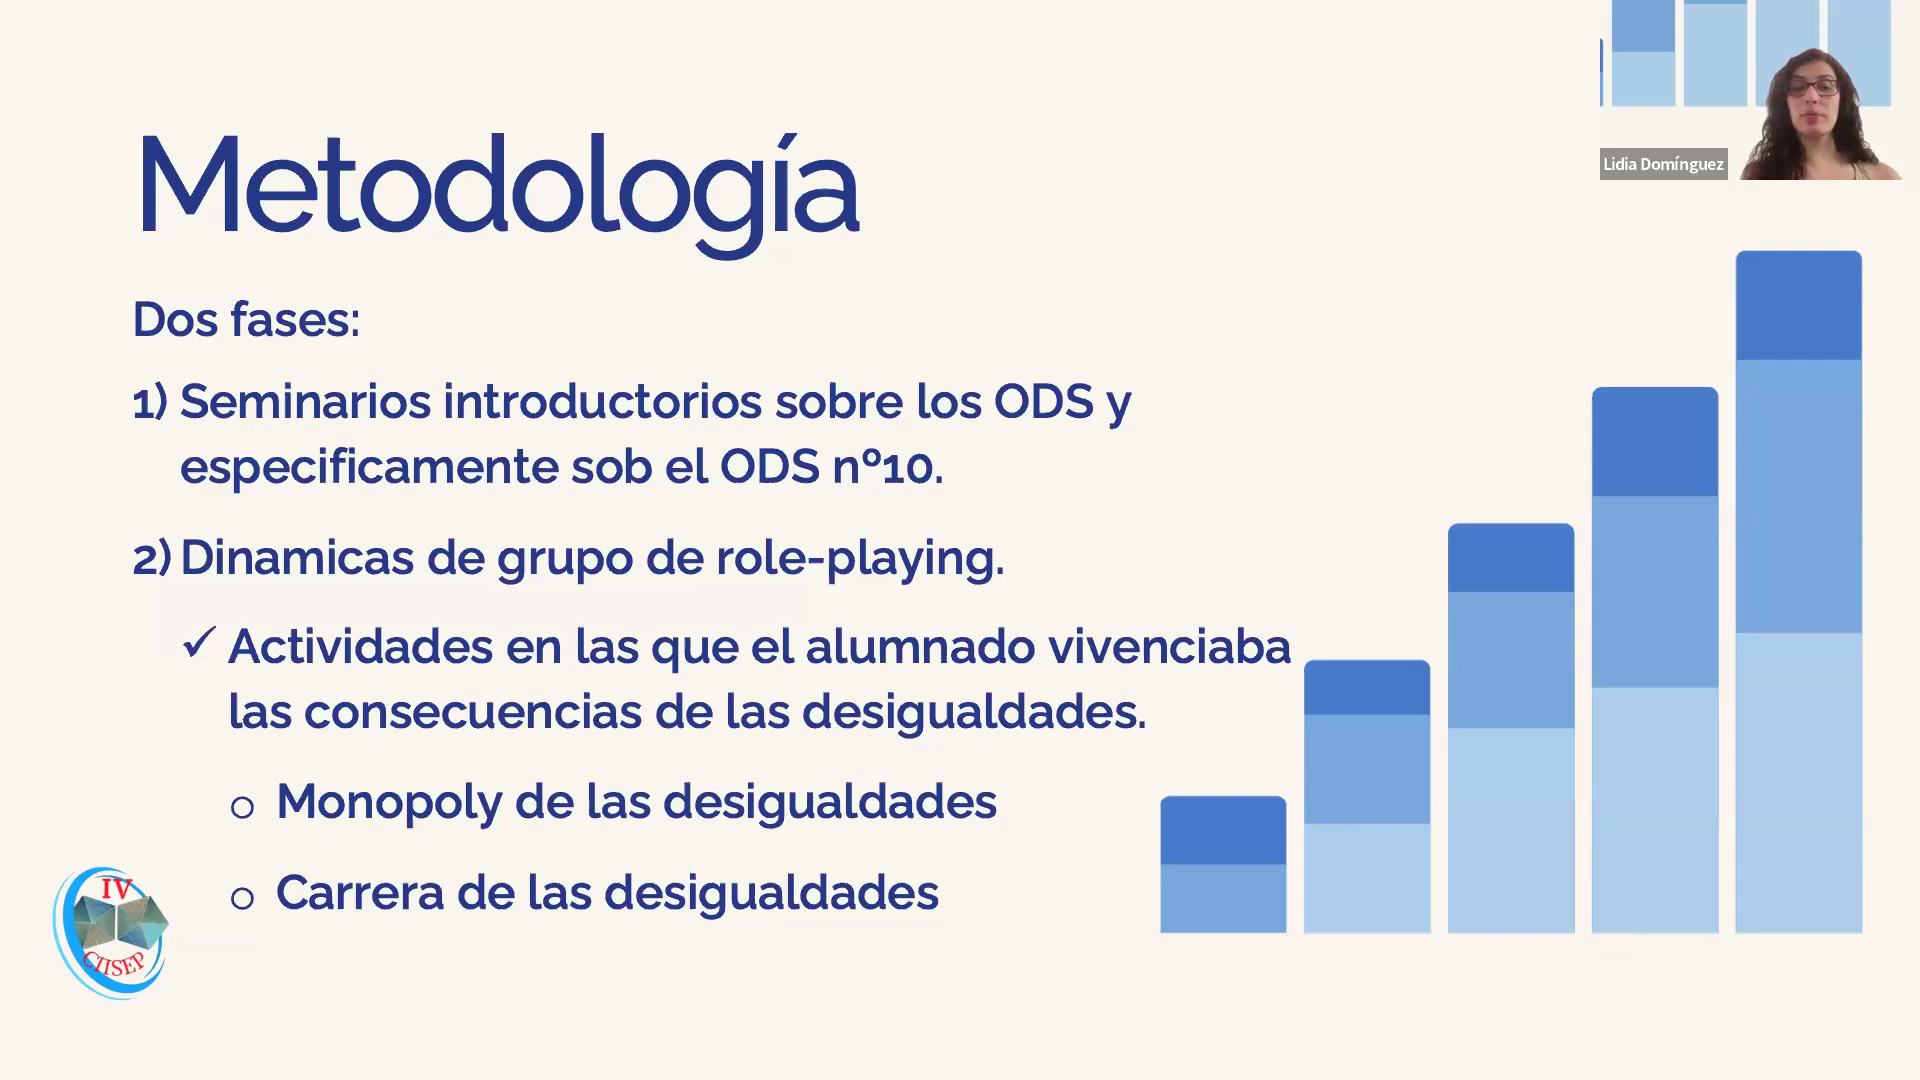 Lidia Domínguez
Metodología
Dos fases:
1) Seminarios introductorios sobre los ODS y
especificamente sob el ODS nº10.
2) Dinamicas de grupo de role-playing.
✓ Actividades en las que el alumnado vivenciaba
las consecuencias de las desigualdades.
o Monopoly de las desigualdades
o Carrera de las desigualdades
IV
CIISEP